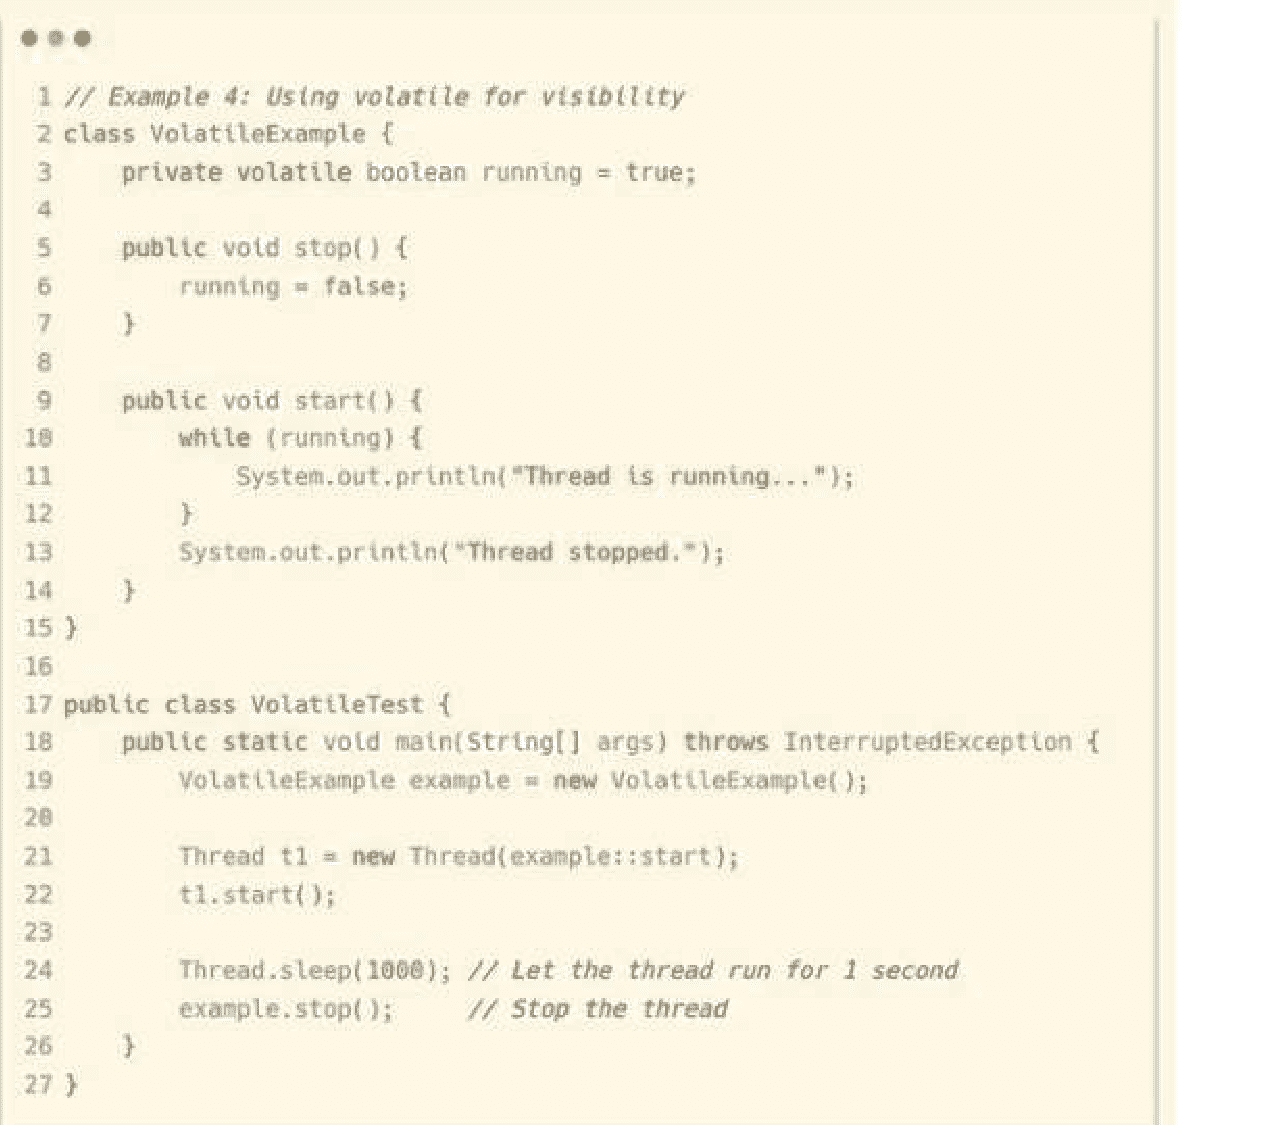 1 // Example 4: Using volatile for visibility
2 class VolatileExample {
3     private volatile boolean running = true;
4
5     public void stop() {
6         running = false;
7     }
8
9     public void start() {
10         while (running) {
11             System.out.println("Thread is running...");
12         }
13         System.out.println("Thread stopped.");
14     }
15 }
16
17 public class VolatileTest {
18     public static void main(String[] args) throws InterruptedException {
19         VolatileExample example = new VolatileExample();
20
21         Thread t1 = new Thread(example::start);
22         t1.start();
23
24         Thread.sleep(1000); // Let the thread run for 1 second
25         example.stop();     // Stop the thread
26     }
27 }